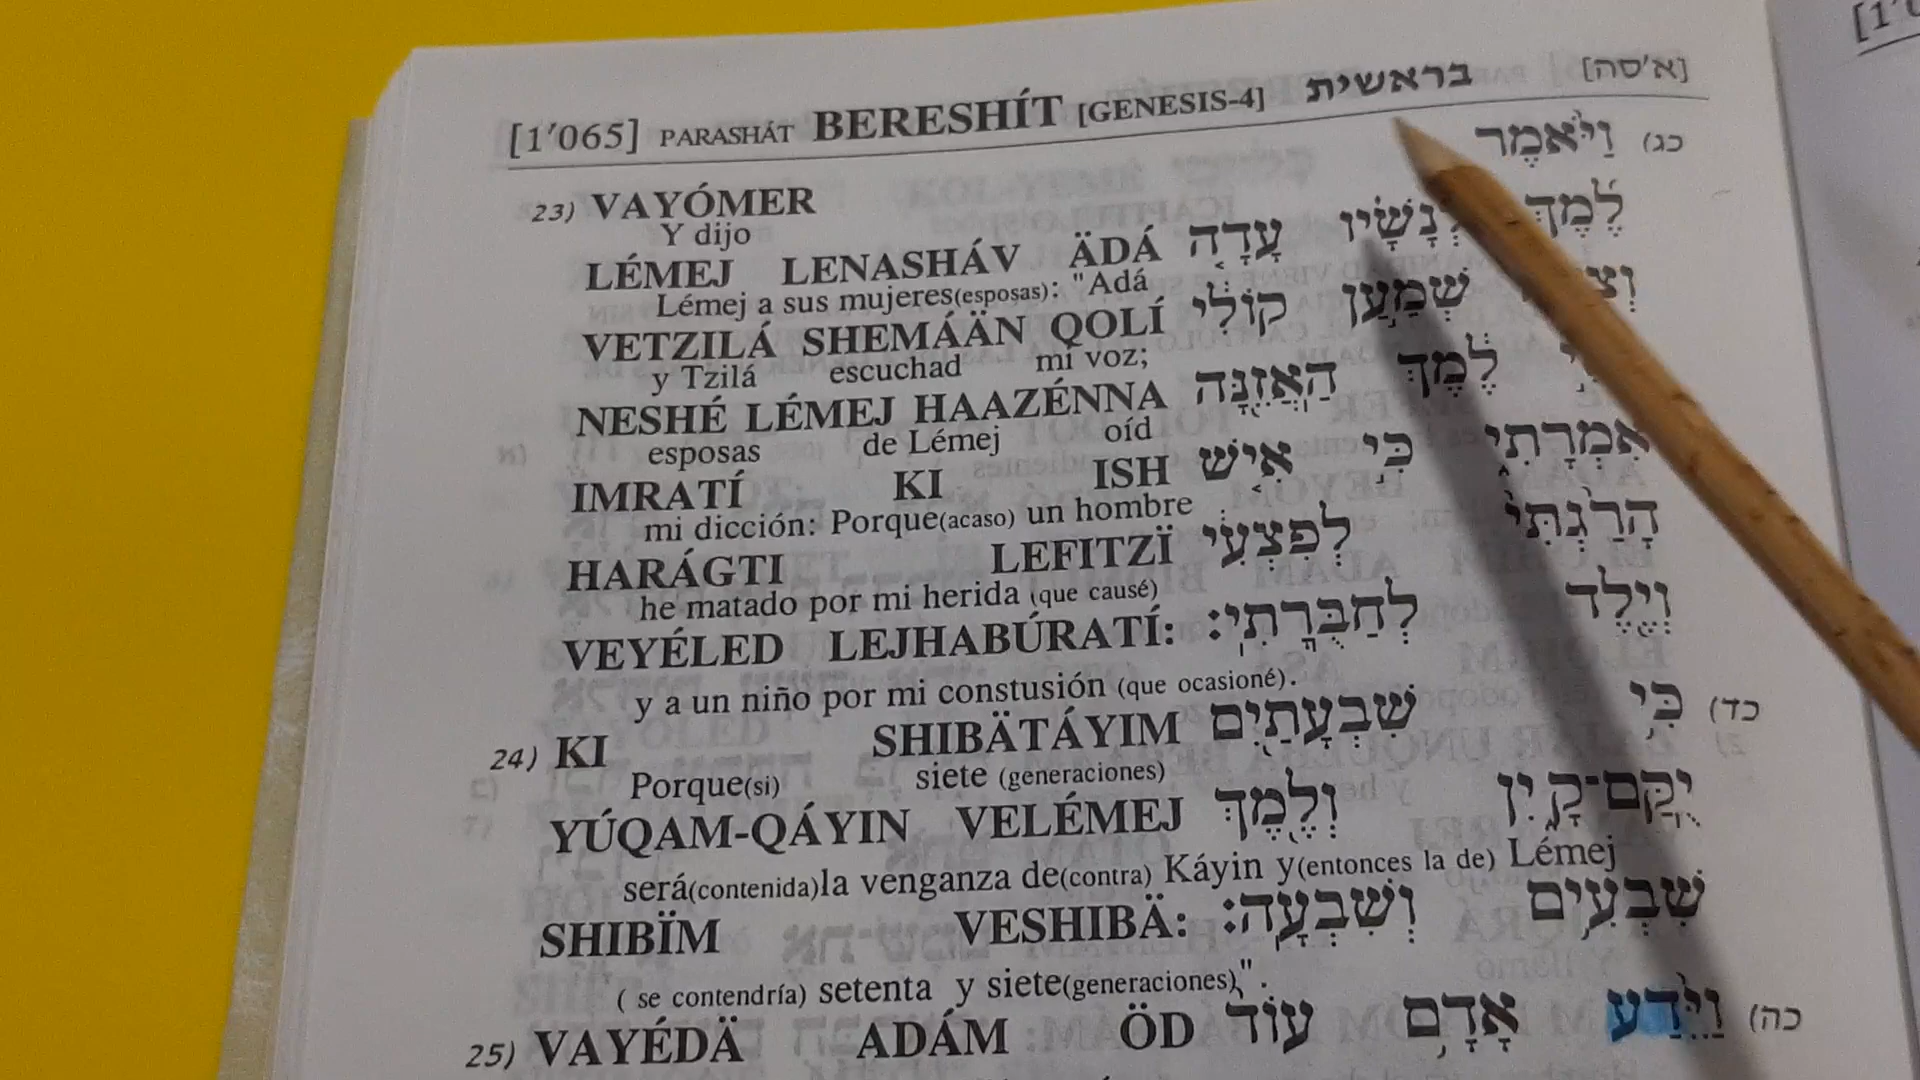 [1'065] PARASHÁT BERESHÍT [GENESIS-4] בראשית [א'סה]
23) VAYÓMER וַיֹּאמֶר (כג
Y dijo
LÉMEJ LENASHÁV ÄDÁ עָדָה לְנָשָׁיו לֶמֶךְ
Lémej a sus mujeres(esposas): "Adá
VETZILÁ SHEMÁÄN QOLÍ קוֹלִי שְׁמַעַן
y Tzilá escuchad mi voz;
NESHÉ LÉMEJ HAAZÉNNA הַאֲזֵנָּה לֶמֶךְ
esposas de Lémej oíd
IMRATÍ KI ISH אִישׁ כִּי אִמְרָתִי
mi dicción: Porque(acaso) un hombre
HARÁGTI LEFITZÏ לְפִצְעִי הָרַגְתִּי
he matado por mi herida (que causé)
VEYÉLED LEJHABÚRATÍ: לְחַבֻּרָתִי: וְיֶלֶד
y a un niño por mi constusión (que ocasioné).
24) KI SHIBÄTÁYIM שִׁבְעָתַיִם כִּי (כד
Porque(si) siete (generaciones)
YÚQAM-QÁYIN VELÉMEJ וְלֶמֶךְ יֻקַּם־קָיִן
será(contenida)la venganza de(contra) Káyin y(entonces la de) Lémej
SHIBÏM VESHIBÄ: וְשִׁבְעָה: שִׁבְעִים
( se contendría) setenta y siete(generaciones)".
25) VAYÉDÄ ADÁM ÖD עוֹד אָדָם וַיֵּדַע (כה